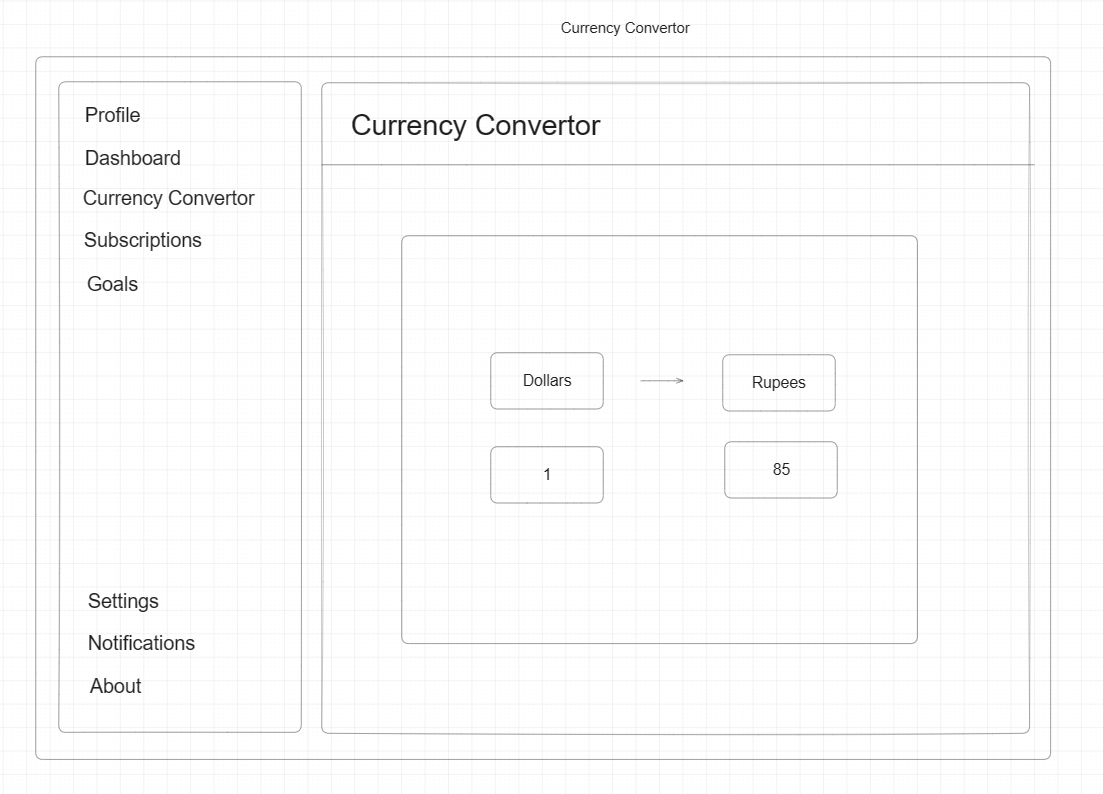 Currency Convertor
Profile
Dashboard
Currency Convertor
Subscriptions
Goals
Settings
Notifications
About
Currency Convertor
Dollars
Rupees
1
85